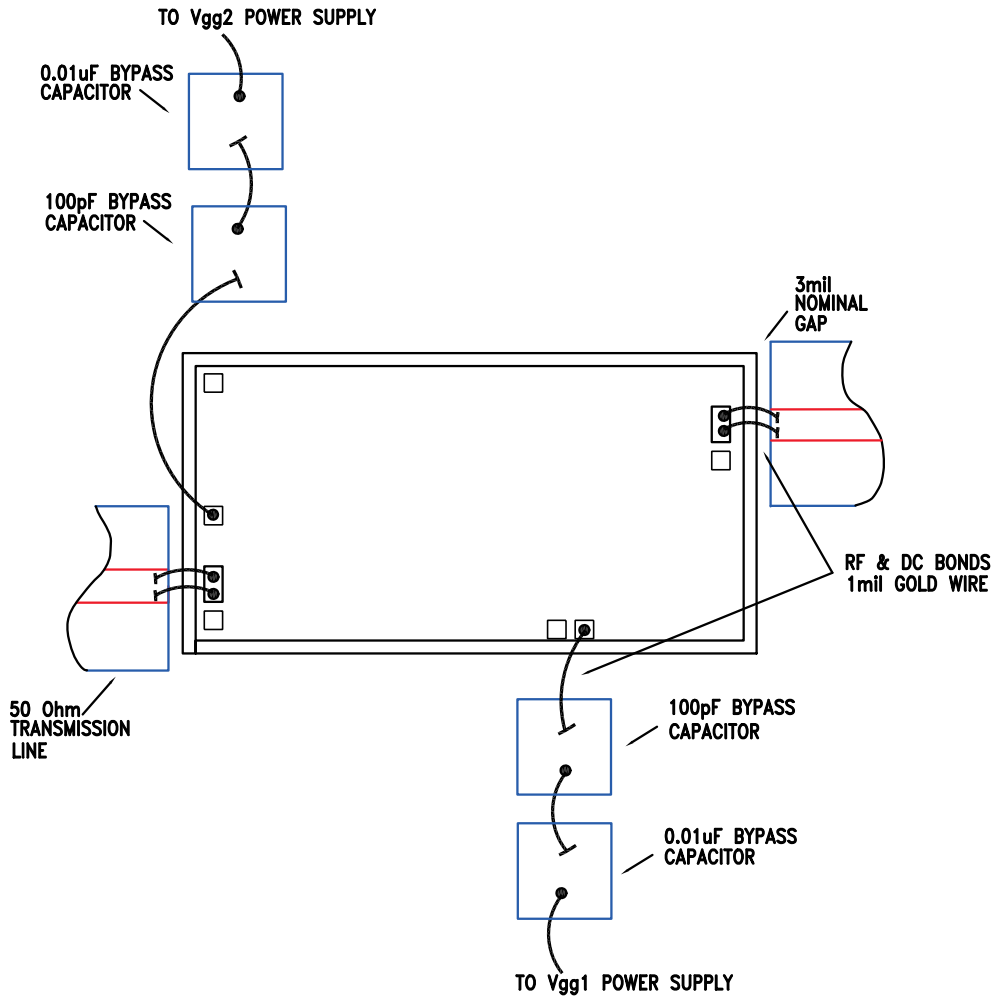 TO Vgg2 POWER SUPPLY
0.01uF BYPASS
CAPACITOR
100pF BYPASS
CAPACITOR
3mil
NOMINAL
GAP
RF & DC BONDS
1mil GOLD WIRE
50 Ohm
TRANSMISSION
LINE
100pF BYPASS
CAPACITOR
0.01uF BYPASS
CAPACITOR
TO Vgg1 POWER SUPPLY